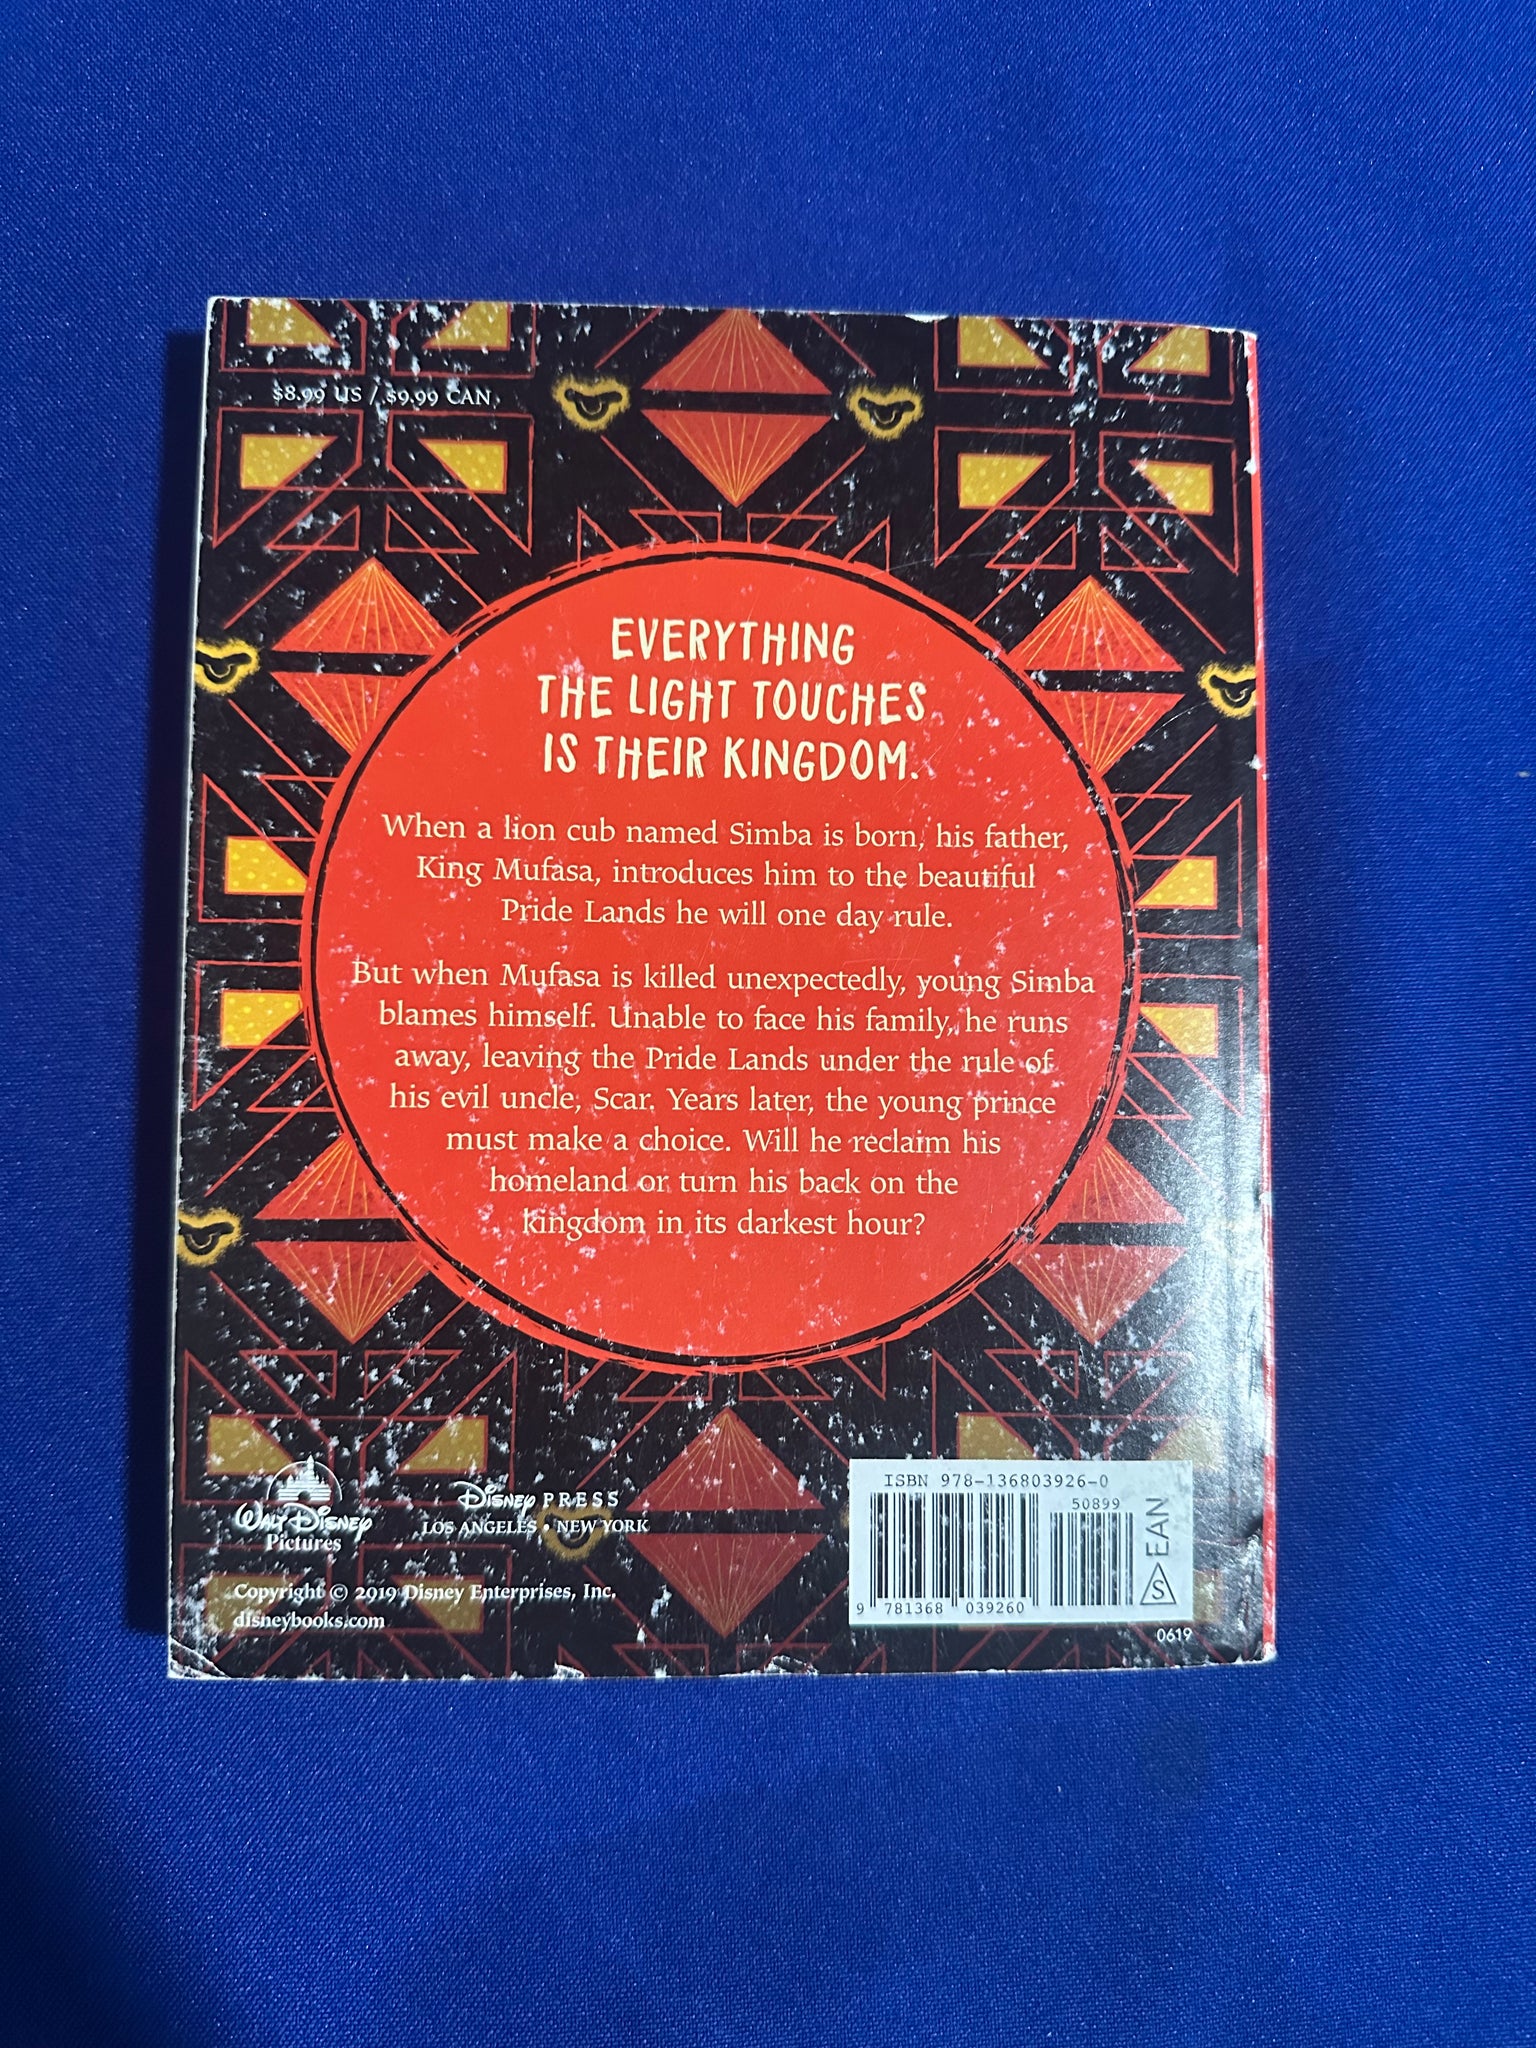 $8.99 US / $9.99 CAN
EVERYTHING
THE LIGHT TOUCHES
IS THEIR KINGDOM.
When a lion cub named Simba is born, his father,
King Mufasa, introduces him to the beautiful
Pride Lands he will one day rule.
But when Mufasa is killed unexpectedly, young Simba
blames himself. Unable to face his family, he runs
away, leaving the Pride Lands under the rule of
his evil uncle, Scar. Years later, the young prince
must make a choice. Will he reclaim his
homeland or turn his back on the
kingdom in its darkest hour?
WALT DISNEY
Pictures
Disney PRESS
LOS ANGELES • NEW YORK
Copyright © 2019 Disney Enterprises, Inc.
disneybooks.com
ISBN 978-136803926-0
50899
9 781368 039260
S EAN
0619